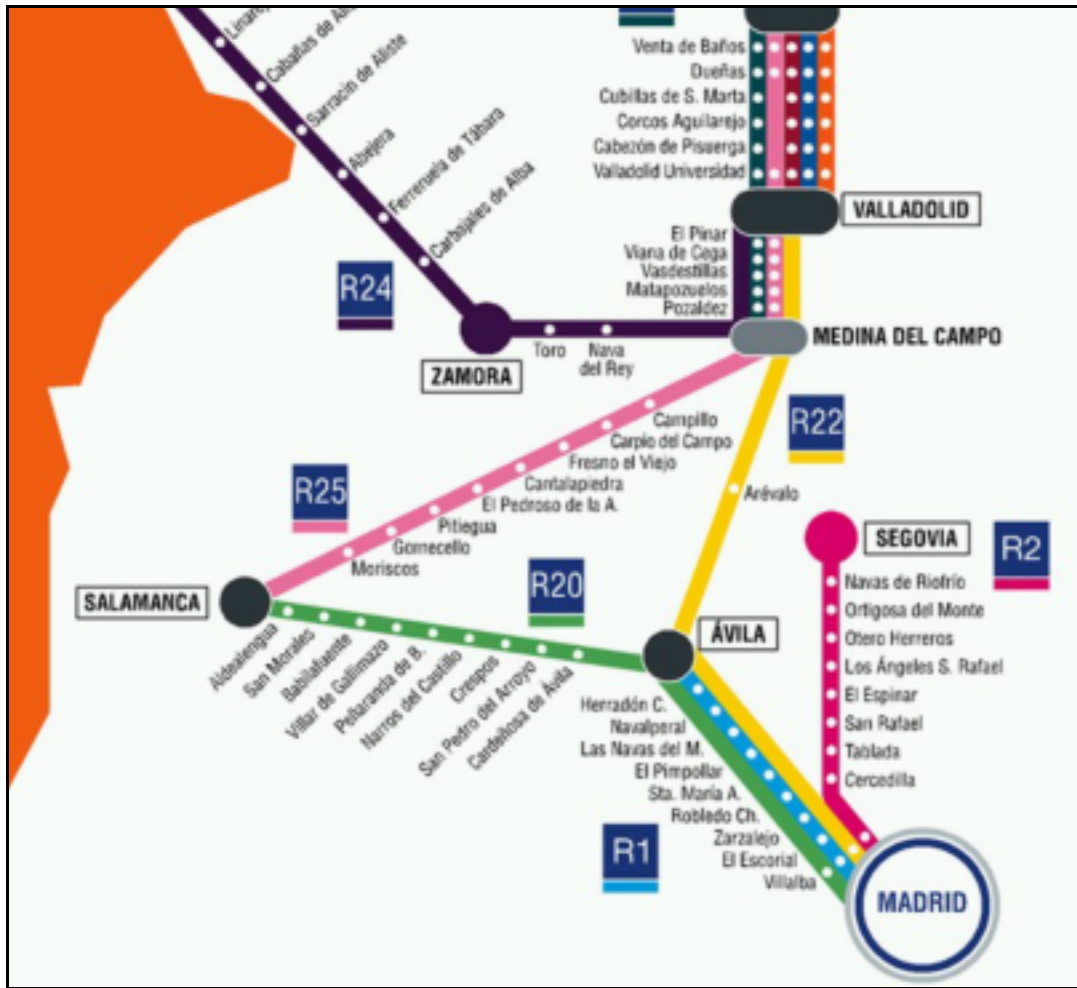 Cabañas de
Sarracín de Aliste
Abejera
Ferreruela de Tábara
Carbajales de Alba
Venta de Baños
Dueñas
Cubillas de S. Marta
Corcos Aguilarejo
Cabezón de Pisuerga
Valladolid Universidad
VALLADOLID
El Pinar
Viana de Cega
Vasdestillas
Matapozuelos
Pozaldez
R24
ZAMORA
Toro
Nava
del Rey
MEDINA DEL CAMPO
R22
Campillo
Carpio del Campo
Fresno el Viejo
Cantalapiedra
El Pedroso de la A.
Pitiegua
Gomecello
Moriscos
R25
Arévalo
SEGOVIA
R2
SALAMANCA
R20
ÁVILA
Aldealengua
San Morales
Babilafuente
Villar de Gallimazo
Peñaranda de B.
Narros del Castillo
Crespos
San Pedro del Arroyo
Cardeñosa de Ávila
Navas de Riofrío
Ortigosa del Monte
Otero Herreros
Los Ángeles S. Rafael
El Espinar
San Rafael
Tablada
Cercedilla
Herradón C.
Navalperal
Las Navas del M.
El Pimpollar
Sta. María A.
Robledo Ch.
Zarzalejo
El Escorial
Villalba
R1
MADRID